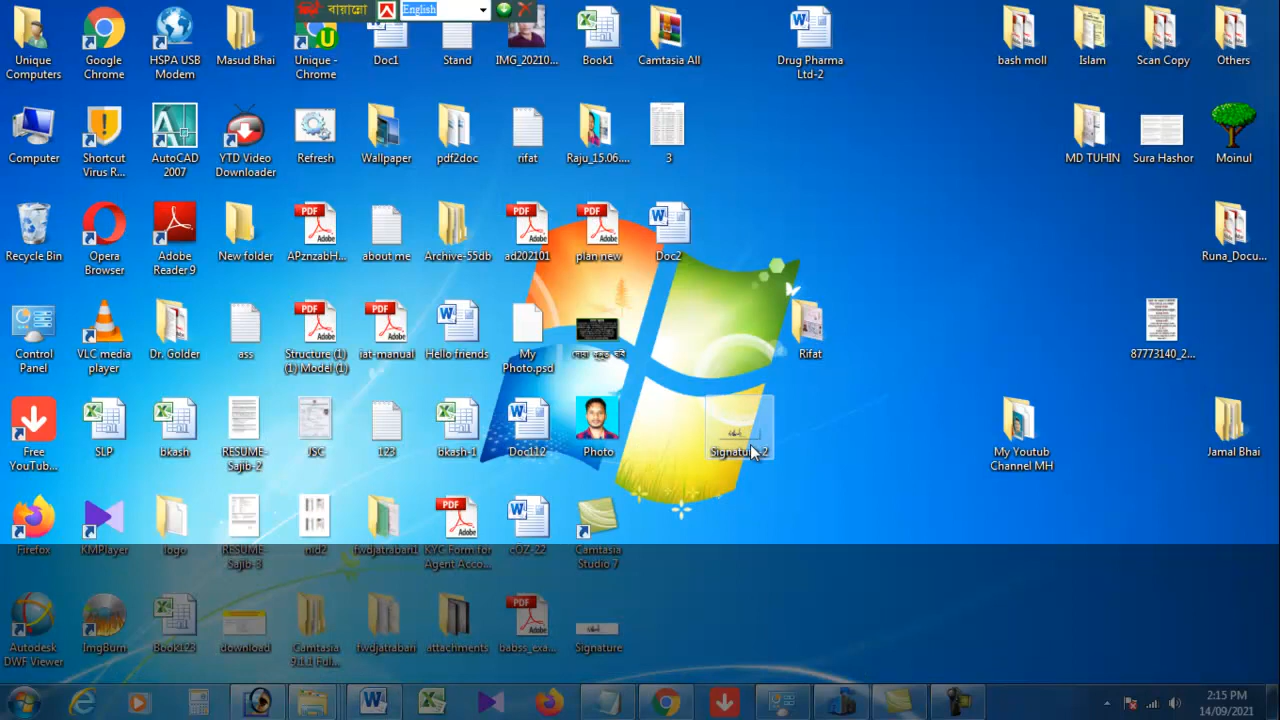 বায়ান্নো
English
Unique Computers
Google Chrome
HSPA USB Modem
Masud Bhai
Unique - Chrome
Doc1
Stand
IMG_20210...
Book1
Camtasia All
Drug Pharma Ltd-2
bash moll
Islam
Scan Copy
Others
Computer
Shortcut Virus R...
AutoCAD 2007
YTD Video Downloader
Refresh
Wallpaper
pdf2doc
rifat
Raju_15.06....
3
MD TUHIN
Sura Hashor
Moinul
Recycle Bin
Opera Browser
Adobe Reader 9
New folder
APznzabH...
about me
Archive-55db
ad202101
plan new
Doc2
Runa_Docu...
Control Panel
VLC media player
Dr. Golder
ass
Structure (1) (1) Model (1)
iat-manual
Hello friends
My Photo.psd
Rifat
87773140_2...
Free YouTub...
SLP
bkash
RESUME-Sajib-2
JSC
123
bkash-1
Doc112
Photo
Signature-2
My Youtub Channel MH
Jamal Bhai
Firefox
KMPlayer
logo
RESUME-Sajib-3
nid2
fwdjatrabari1
KYC Form for Agent Acco...
cOZ-22
Camtasia Studio 7
Autodesk DWF Viewer
ImgBurn
Book123
download
Camtasia 9.1.1 Full...
fwdjatrabari
attachments
babss_exa...
Signature
2:15 PM
14/09/2021